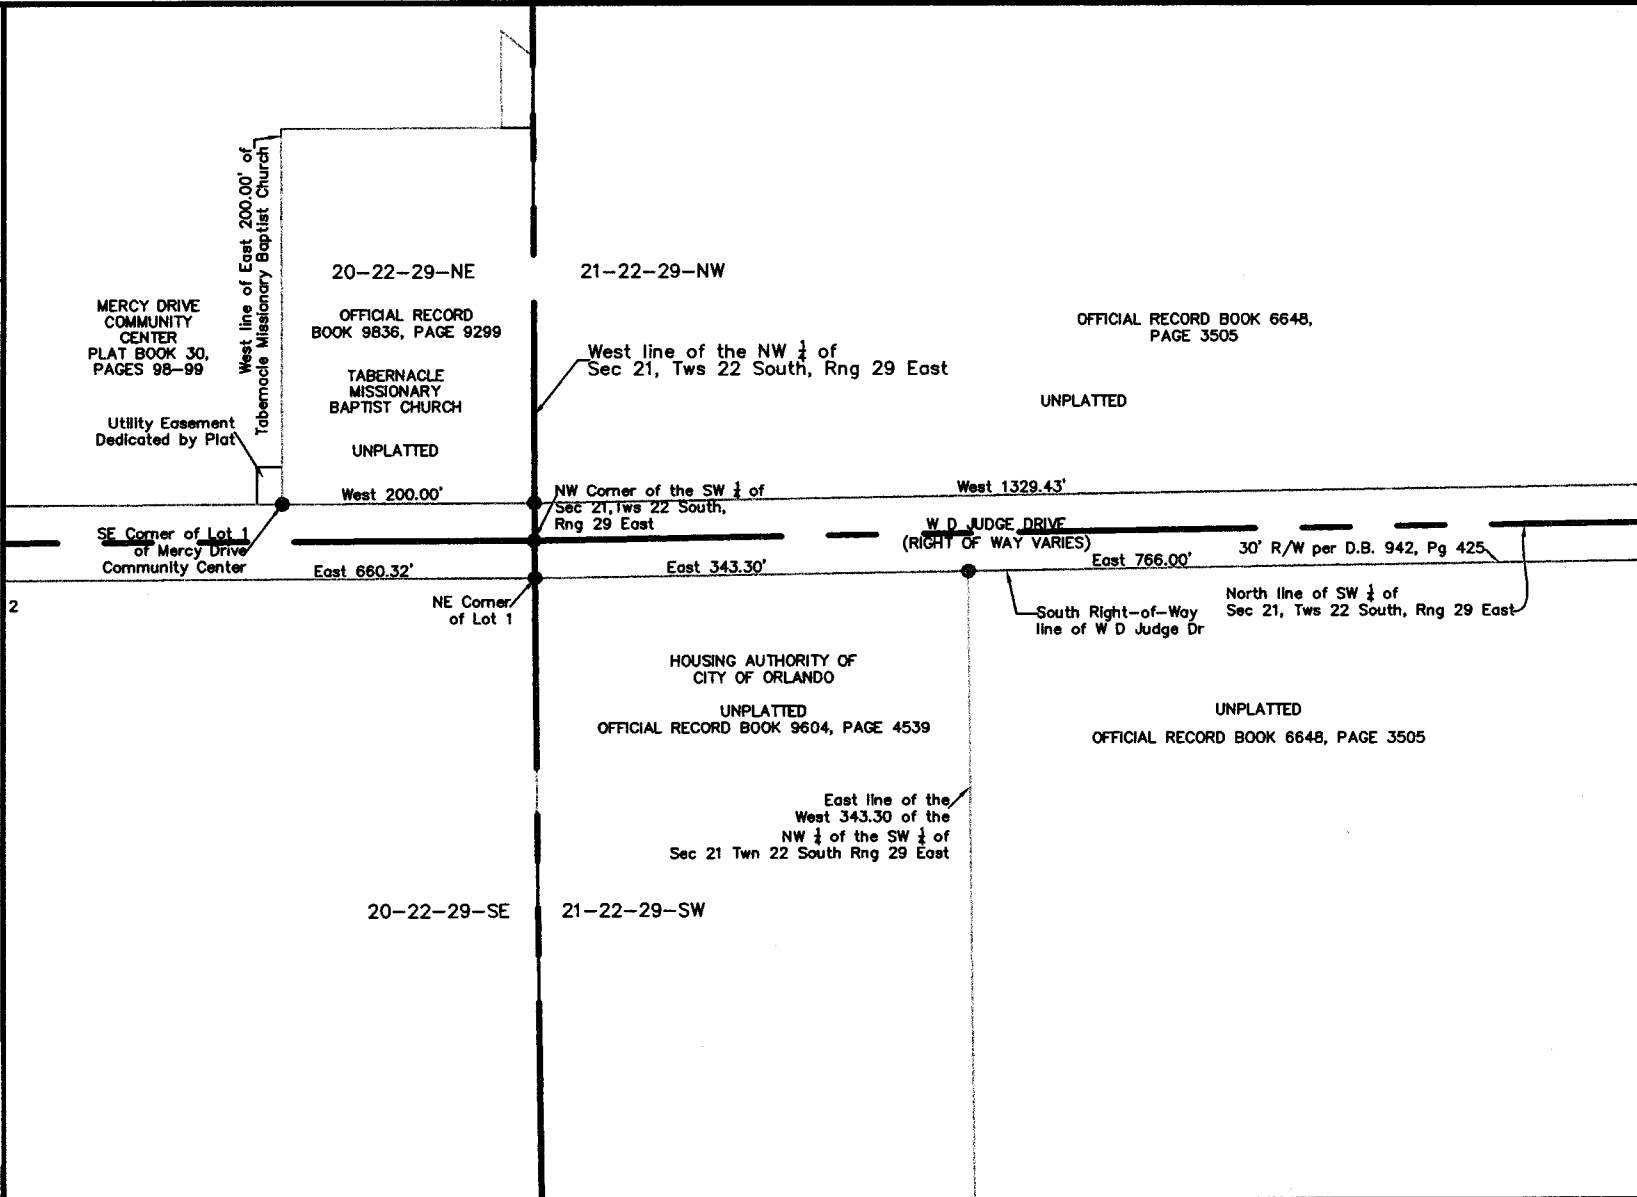 West line of East 200.00' of
Tabernacle Missionary Baptist Church
20-22-29-NE
21-22-29-NW
MERCY DRIVE
COMMUNITY
CENTER
PLAT BOOK 30,
PAGES 98-99
OFFICIAL RECORD
BOOK 9836, PAGE 9299
TABERNACLE
MISSIONARY
BAPTIST CHURCH
UNPLATTED
OFFICIAL RECORD BOOK 6648,
PAGE 3505
UNPLATTED
West line of the NW ¼ of
Sec 21, Tws 22 South, Rng 29 East
Utility Easement
Dedicated by Plat
West 200.00'
NW Corner of the SW ¼ of
Sec 21, Tws 22 South,
Rng 29 East
West 1329.43'
SE Corner of Lot 1
of Mercy Drive
Community Center
W D JUDGE DRIVE
(RIGHT OF WAY VARIES)
East 660.32'
East 343.30'
East 766.00'
30' R/W per D.B. 942, Pg 425
2
NE Corner
of Lot 1
South Right-of-Way
line of W D Judge Dr
North line of SW ¼ of
Sec 21, Tws 22 South, Rng 29 East
HOUSING AUTHORITY OF
CITY OF ORLANDO
UNPLATTED
OFFICIAL RECORD BOOK 9604, PAGE 4539
UNPLATTED
OFFICIAL RECORD BOOK 6648, PAGE 3505
East line of the
West 343.30 of the
NW ¼ of the SW ¼ of
Sec 21 Twn 22 South Rng 29 East
20-22-29-SE
21-22-29-SW